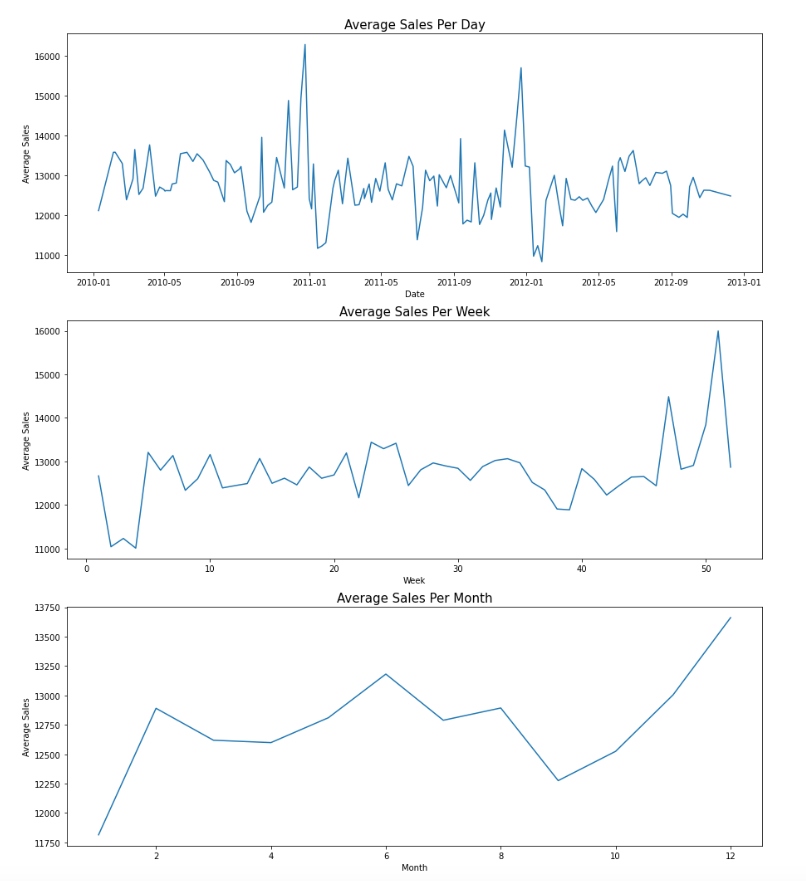 Average Sales Per Day
16000
15000
14000
13000
12000
11000
Average Sales
2010-01 2010-05 2010-09 2011-01 2011-05 2011-09 2012-01 2012-05 2012-09 2013-01
Date
Average Sales Per Week
16000
15000
14000
13000
12000
11000
Average Sales
0 10 20 30 40 50
Week
Average Sales Per Month
13750
13500
13250
13000
12750
12500
12250
12000
11750
Average Sales
2 4 6 8 10 12
Month